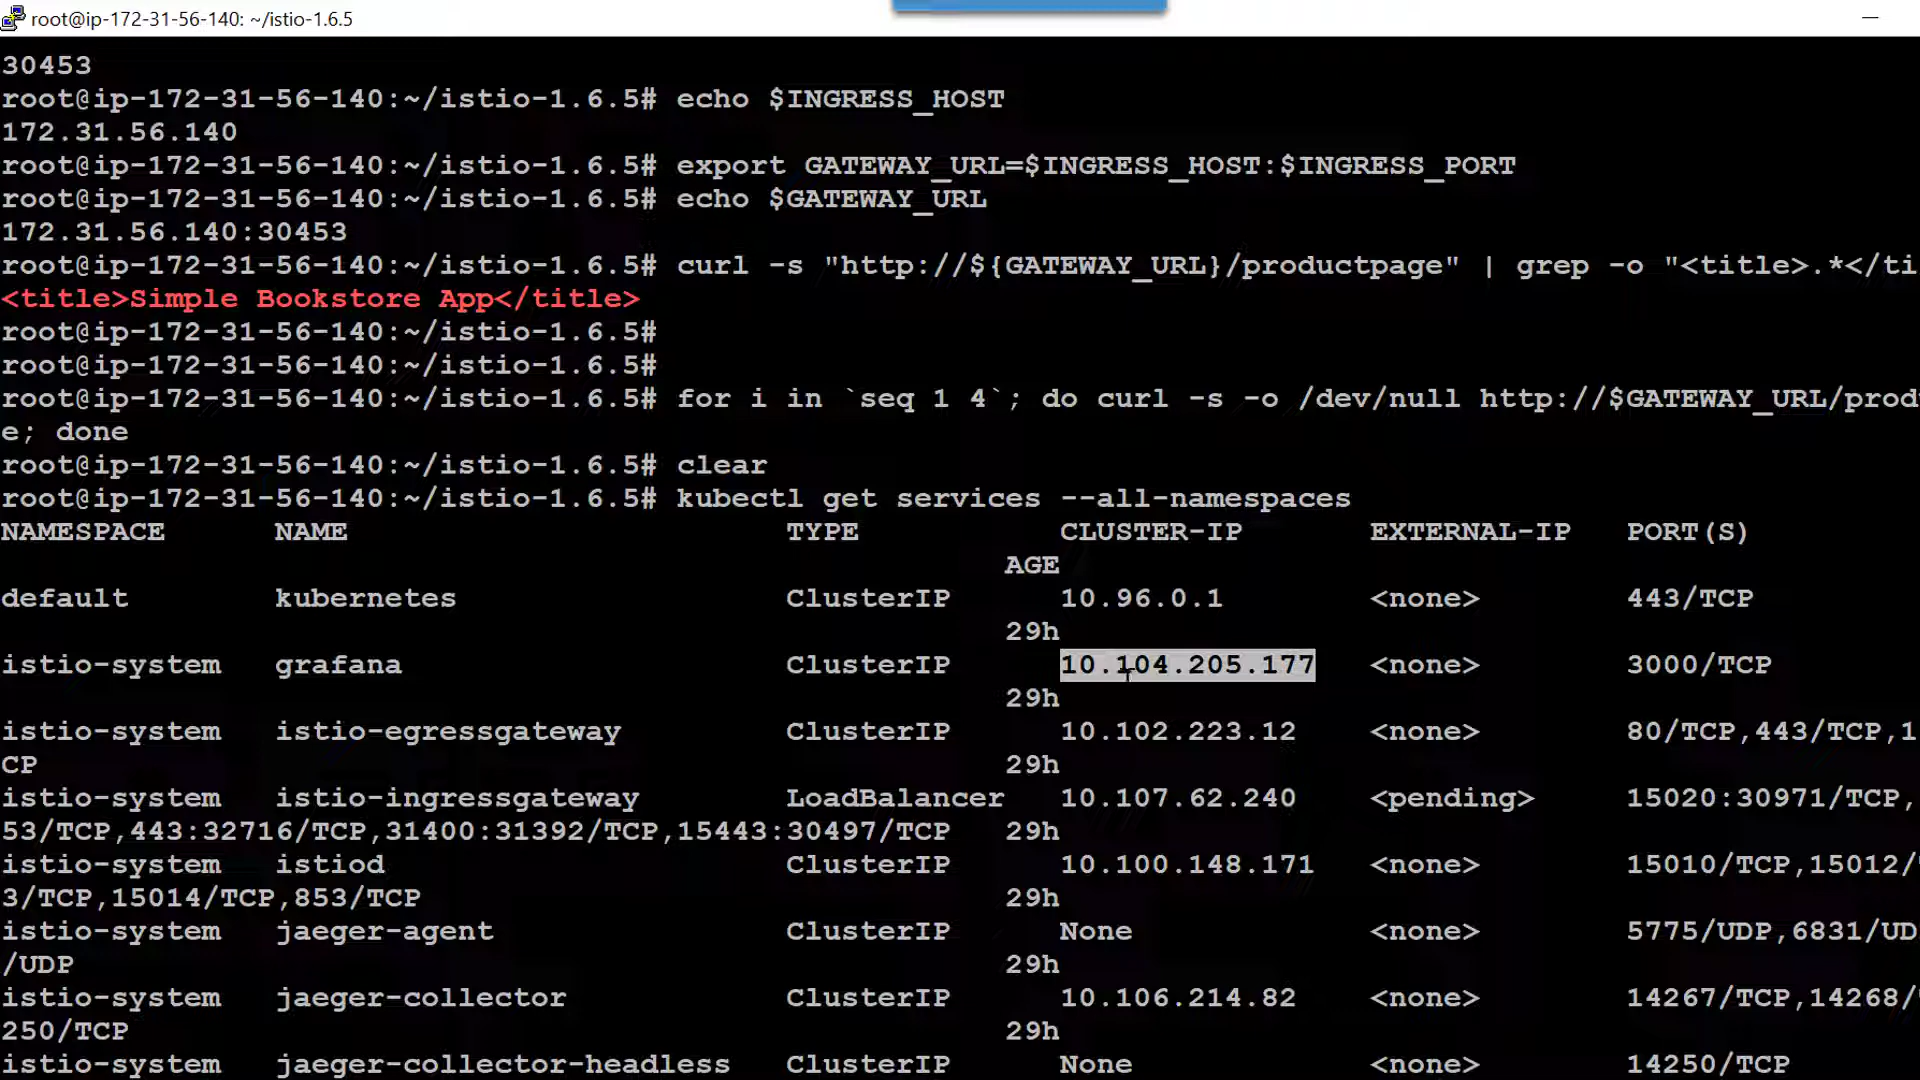 root@ip-172-31-56-140: ~/istio-1.6.5
30453
root@ip-172-31-56-140:~/istio-1.6.5# echo $INGRESS_HOST
172.31.56.140
root@ip-172-31-56-140:~/istio-1.6.5# export GATEWAY_URL=$INGRESS_HOST:$INGRESS_PORT
root@ip-172-31-56-140:~/istio-1.6.5# echo $GATEWAY_URL
172.31.56.140:30453
root@ip-172-31-56-140:~/istio-1.6.5# curl -s "http://${GATEWAY_URL}/productpage" | grep -o "<title>.*</ti
<title>Simple Bookstore App</title>
root@ip-172-31-56-140:~/istio-1.6.5#
root@ip-172-31-56-140:~/istio-1.6.5#
root@ip-172-31-56-140:~/istio-1.6.5# for i in `seq 1 4`; do curl -s -o /dev/null http://$GATEWAY_URL/prod
e; done
root@ip-172-31-56-140:~/istio-1.6.5# clear
root@ip-172-31-56-140:~/istio-1.6.5# kubectl get services --all-namespaces
NAMESPACE NAME TYPE CLUSTER-IP EXTERNAL-IP PORT(S)
AGE
default kubernetes ClusterIP 10.96.0.1 <none> 443/TCP
29h
istio-system grafana ClusterIP 10.104.205.177 <none> 3000/TCP
29h
istio-system istio-egressgateway ClusterIP 10.102.223.12 <none> 80/TCP,443/TCP,1
CP 29h
istio-system istio-ingressgateway LoadBalancer 10.107.62.240 <pending> 15020:30971/TCP,
53/TCP,443:32716/TCP,31400:31392/TCP,15443:30497/TCP 29h
istio-system istiod ClusterIP 10.100.148.171 <none> 15010/TCP,15012/
3/TCP,15014/TCP,853/TCP 29h
istio-system jaeger-agent ClusterIP None <none> 5775/UDP,6831/UD
/UDP 29h
istio-system jaeger-collector ClusterIP 10.106.214.82 <none> 14267/TCP,14268/
250/TCP 29h
istio-system jaeger-collector-headless ClusterIP None <none> 14250/TCP